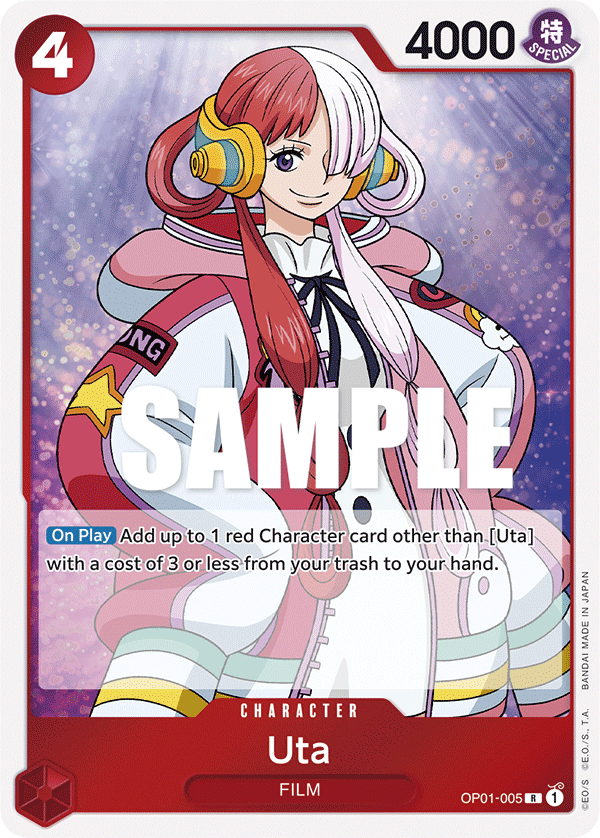 4
4000
特
SPECIAL
ONG
SAMPLE
On Play Add up to 1 red Character card other than [Uta]
with a cost of 3 or less from your trash to your hand.
CHARACTER
Uta
FILM
OP01-005 R 1
©EO/S ©E.O./S., T.A. BANDAI MADE IN JAPAN